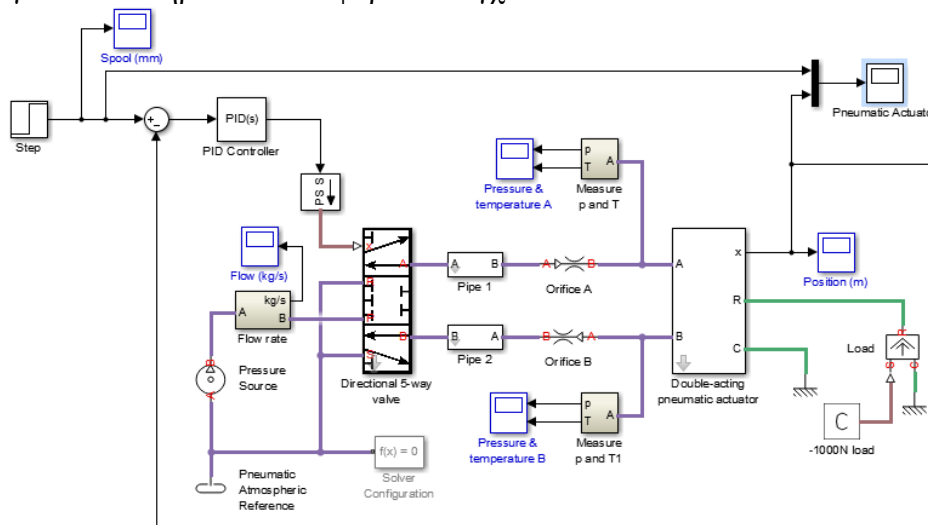 Spool (mm)
Step
+
-
PID(s)
PID Controller
PS S
Pneumatic Actuato
p
T
A
Pressure &
temperature A
Measure
p and T
Flow (kg/s)
kg/s
A
B
Flow rate
X
A
R
P
B
S
Directional 5-way
valve
A
B
Pipe 1
A
B
Orifice A
B
A
Pipe 2
B
A
Orifice B
A
B
x
R
C
Double-acting
pneumatic actuator
Position (m)
Load
R
S
C
C
-1000N load
B
A
Pressure
Source
p
T
A
Pressure &
temperature B
Measure
p and T1
f(x) = 0
Solver
Configuration
Pneumatic
Atmospheric
Reference